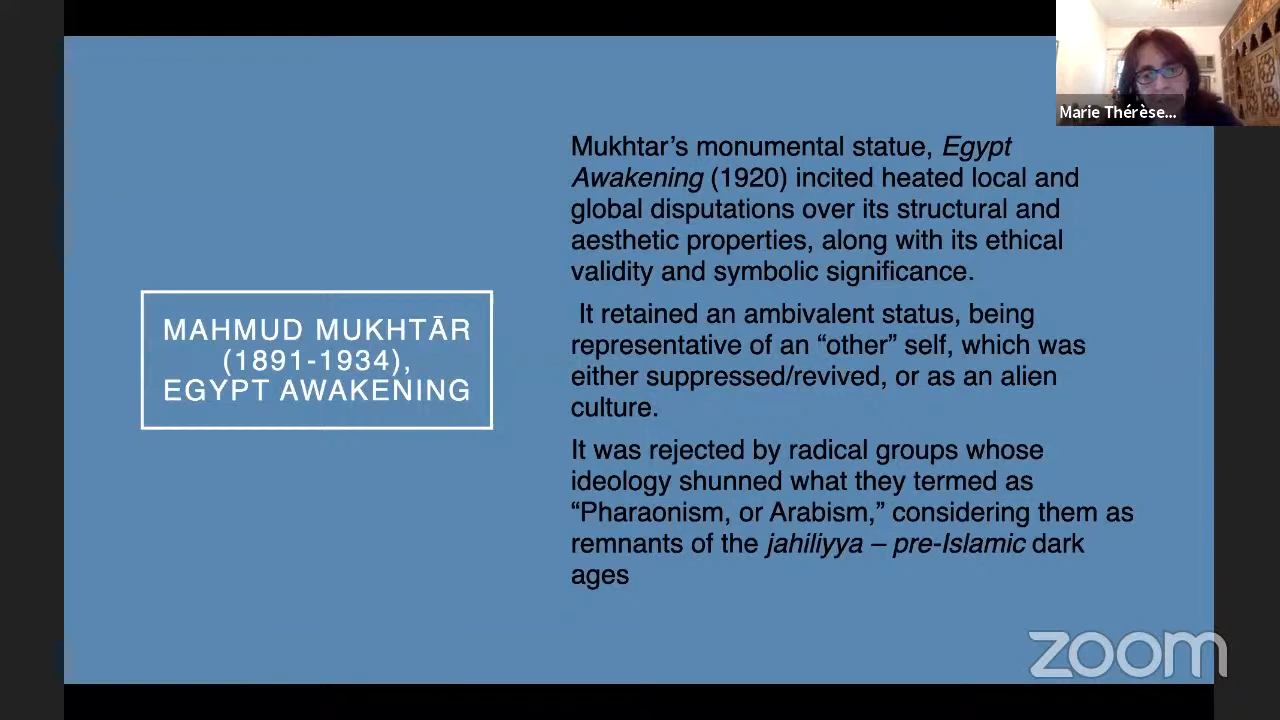 Marie Thérèse...
Mukhtar’s monumental statue, Egypt
Awakening (1920) incited heated local and
global disputations over its structural and
aesthetic properties, along with its ethical
validity and symbolic significance.
It retained an ambivalent status, being
representative of an “other” self, which was
either suppressed/revived, or as an alien
culture.
It was rejected by radical groups whose
ideology shunned what they termed as
“Pharaonism, or Arabism,” considering them as
remnants of the jahiliyya – pre-Islamic dark
ages
MAHMUD MUKHTĀR
(1891-1934),
EGYPT AWAKENING
zoom